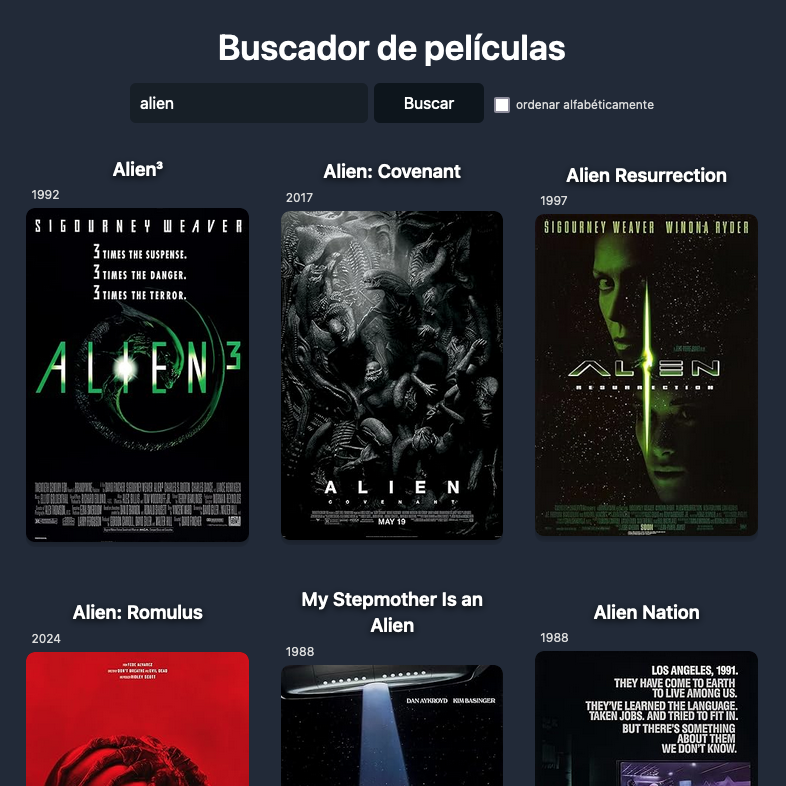 Buscador de películas
alien
Buscar
ordenar alfabéticamente
Alien³
1992
SIGOURNEY WEAVER
3 TIMES THE SUSPENSE.
3 TIMES THE DANGER.
3 TIMES THE TERROR.
ALIEN 3
Alien: Covenant
2017
ALIEN
COVENANT
MAY 19
Alien Resurrection
1997
SIGOURNEY WEAVER WINONA RYDER
ALIEN
RESURRECTION
SOON
Alien: Romulus
2024
My Stepmother Is an
Alien
1988
DAN AYKROYD KIM BASINGER
Alien Nation
1988
LOS ANGELES, 1991.
THEY HAVE COME TO EARTH
TO LIVE AMONG US.
THEY'VE LEARNED THE LANGUAGE.
TAKEN JOBS. AND TRIED TO FIT IN.
BUT THERE'S SOMETHING
ABOUT THEM
WE DON'T KNOW.